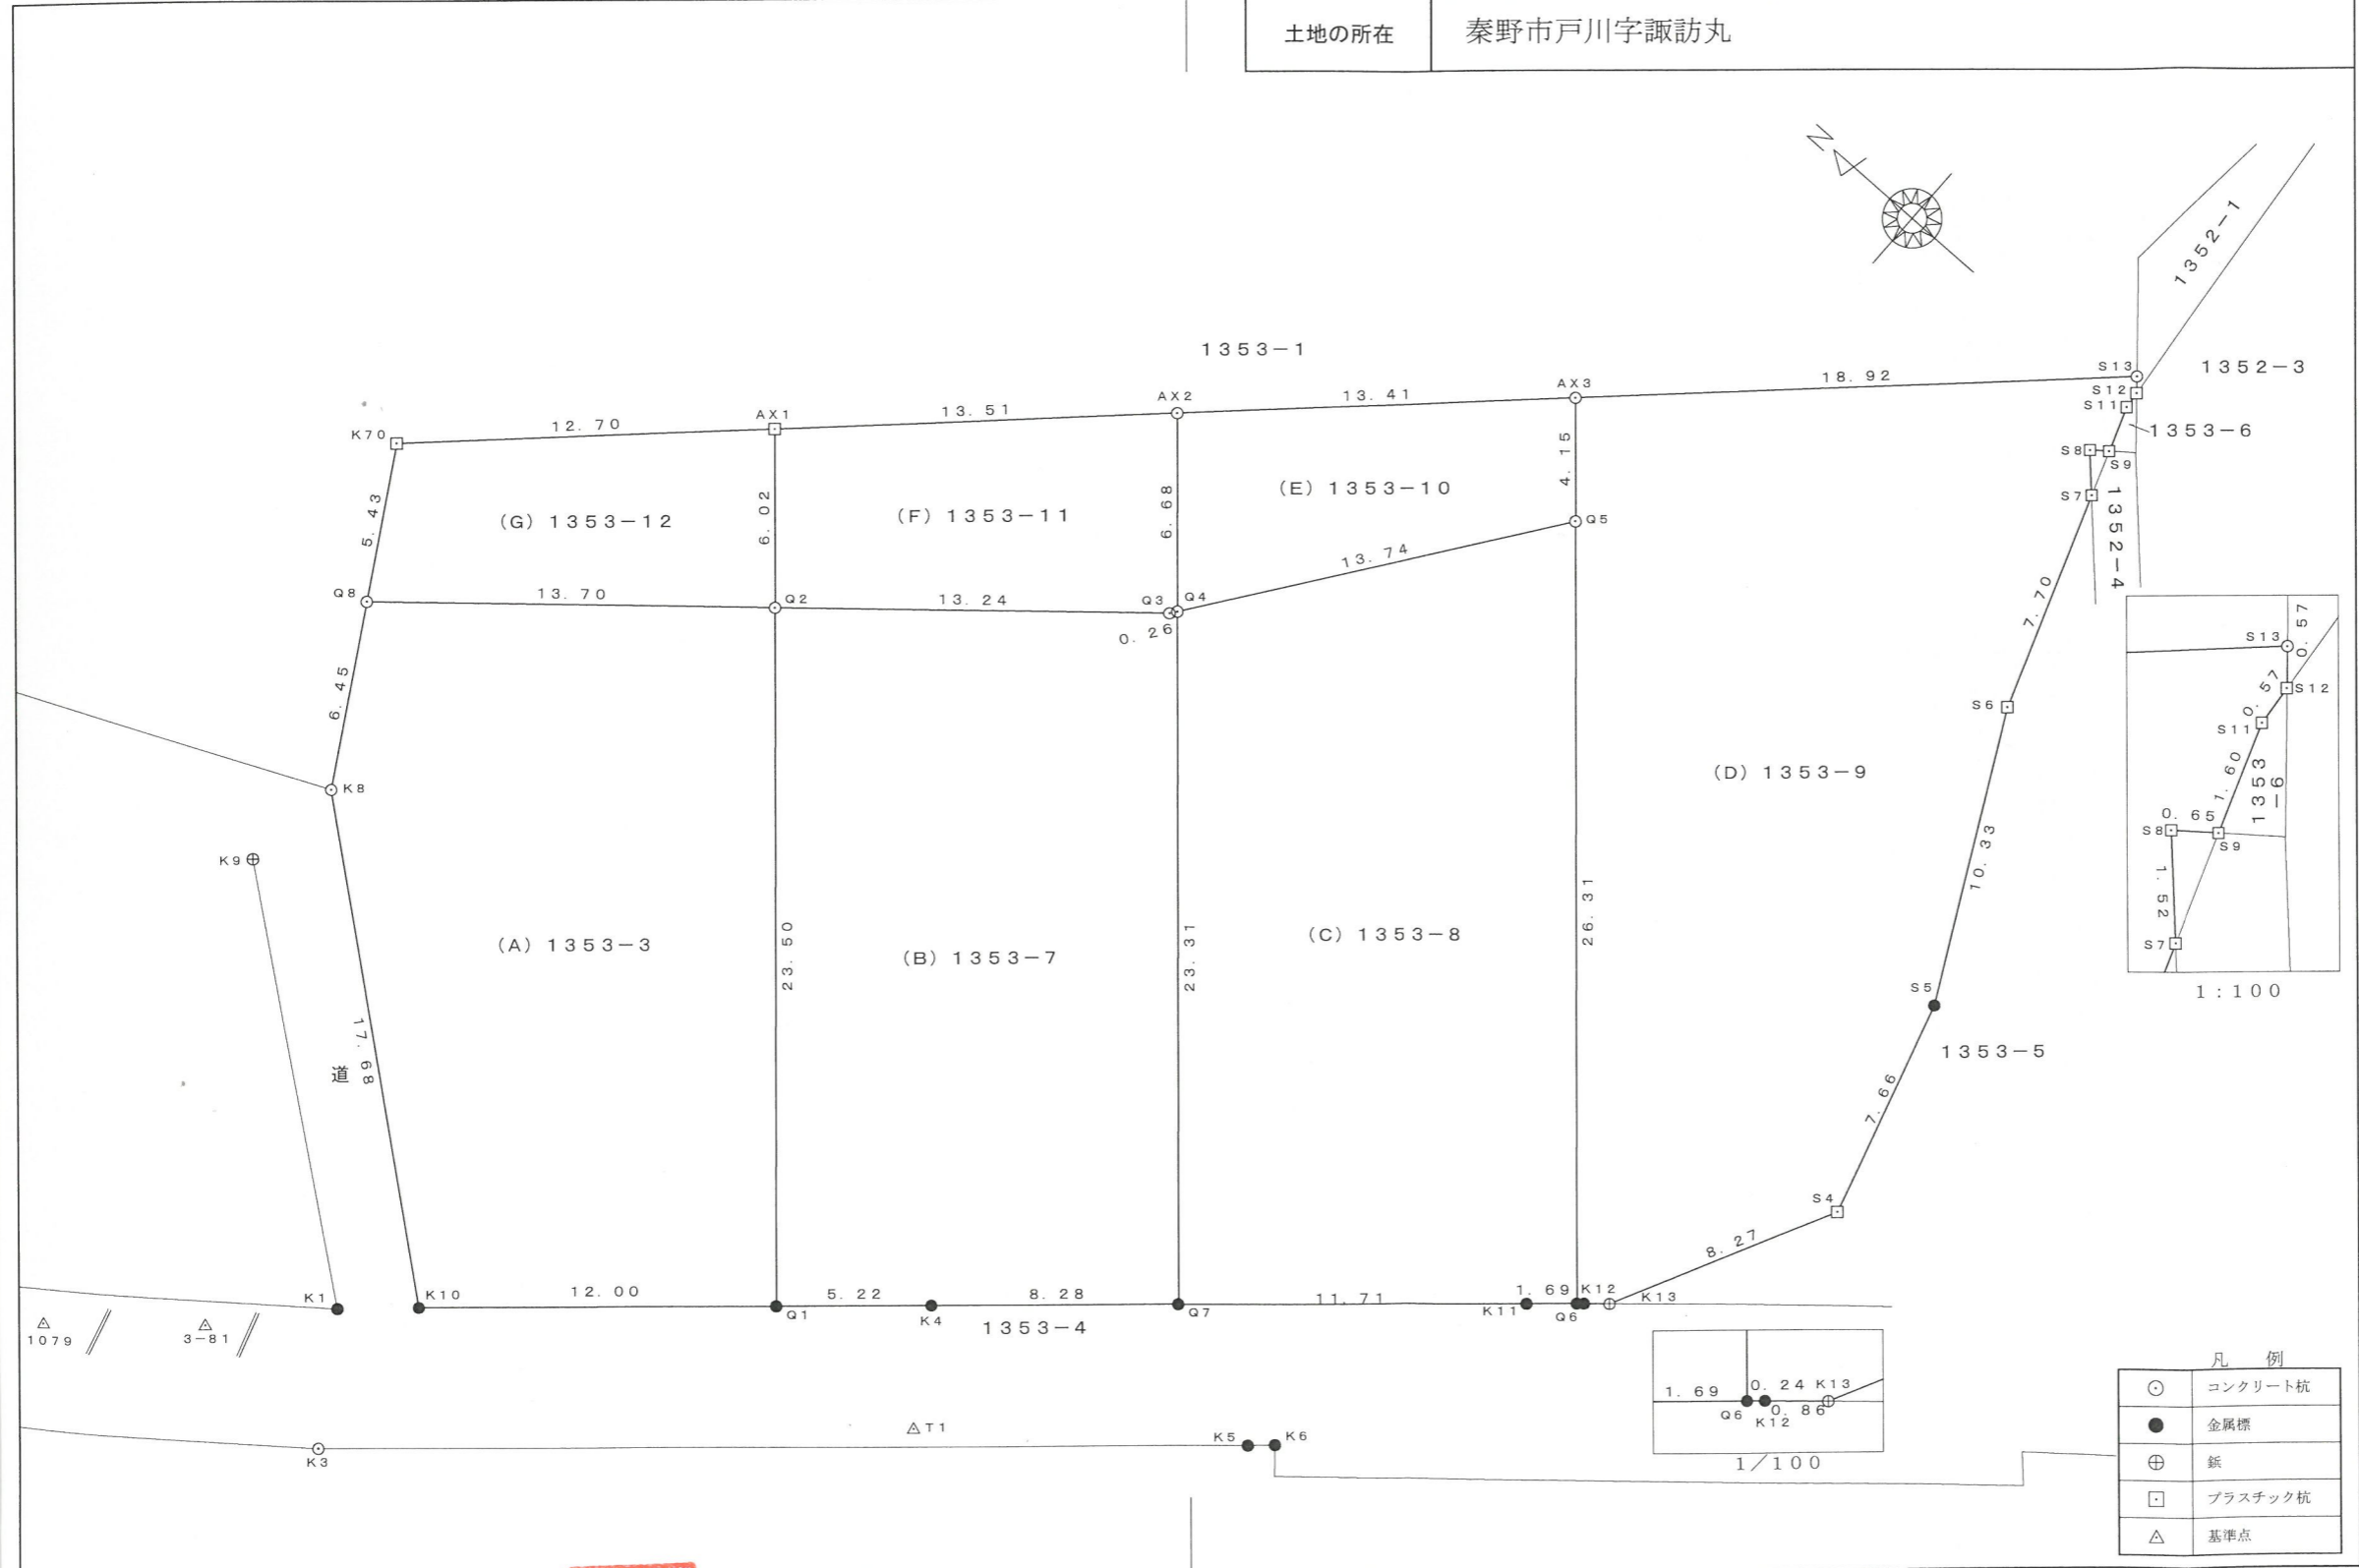 土地の所在
秦野市戸川字諏訪丸
N
1352-1
1353-1
S13
1352-3
AX3
18.92
S12
AX2
13.41
S11
AX1
13.51
K70
12.70
1353-6
S8
S9
4.15
5.43
6.02
6.68
(E) 1353-10
(F) 1353-11
(G) 1353-12
S7
1352-4
Q5
13.74
Q8
13.70
Q2
13.24
Q3
Q4
0.26
7.70
6.45
S6
K8
(D) 1353-9
K9
10.33
(A) 1353-3
(B) 1353-7
(C) 1353-8
23.50
23.31
26.31
S5
1353-5
17.68
道
7.66
S4
8.27
K1
K10
12.00
Q1
5.22
K4
8.28
Q7
11.71
K11
1.69
K12
Q6
K13
1353-4
1079
3-81
T1
K3
K5
K6
S13
0.57
S12
0.57
S11
1.60
1353
-6
0.65
S8
S9
1.52
S7
1:100
1.69
0.24
K13
Q6
K12
0.86
1/100
凡 例
コンクリート杭
金属標
鋲
プラスチック杭
基準点